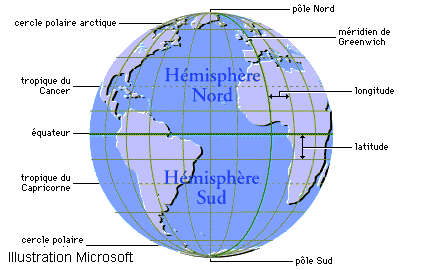 pôle Nord
cercle polaire arctique
méridien de
Greenwich
Hémisphère
Nord
tropique du
Cancer
longitude
équateur
latitude
tropique du
Capricorne
Hémisphère
Sud
cercle polaire
pôle Sud
Illustration Microsoft